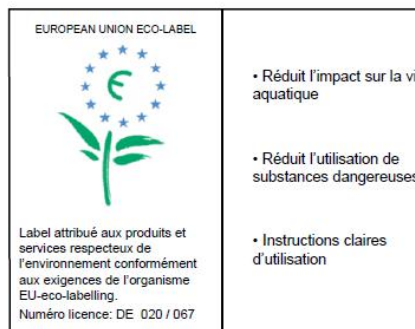 EUROPEAN UNION ECO-LABEL
Label attribué aux produits et
services respecteux de
l'environnement conformément
aux exigences de l'organisme
EU-eco-labelling.
Numéro licence: DE 020 / 067
• Réduit l'impact sur la vi
aquatique
• Réduit l'utilisation de
substances dangereuses
• Instructions claires
d'utilisation